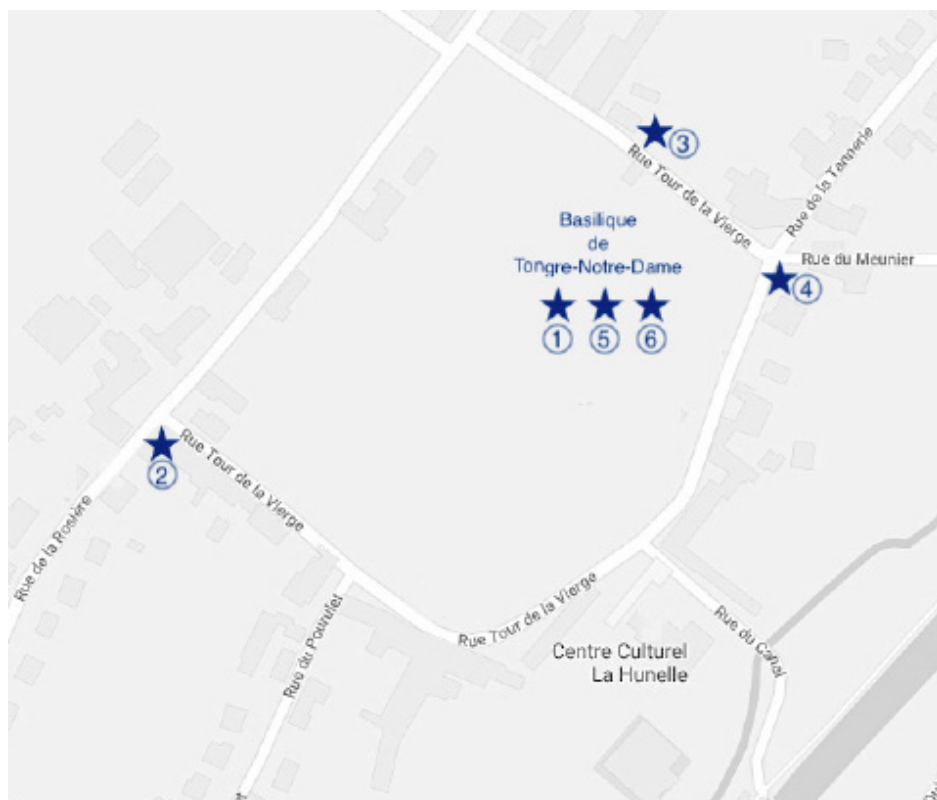 ③
Rue Tour de la Vierge
Rue de la Tannerie
Basilique
de
Tongre-Notre-Dame
Rue du Meunier
④
① ⑤ ⑥
②
Rue Tour de la Vierge
Rue de la Rosière
Rue du Pourulet
Rue Tour de la Vierge
Centre Culturel
La Hunelle
Rue du Canal